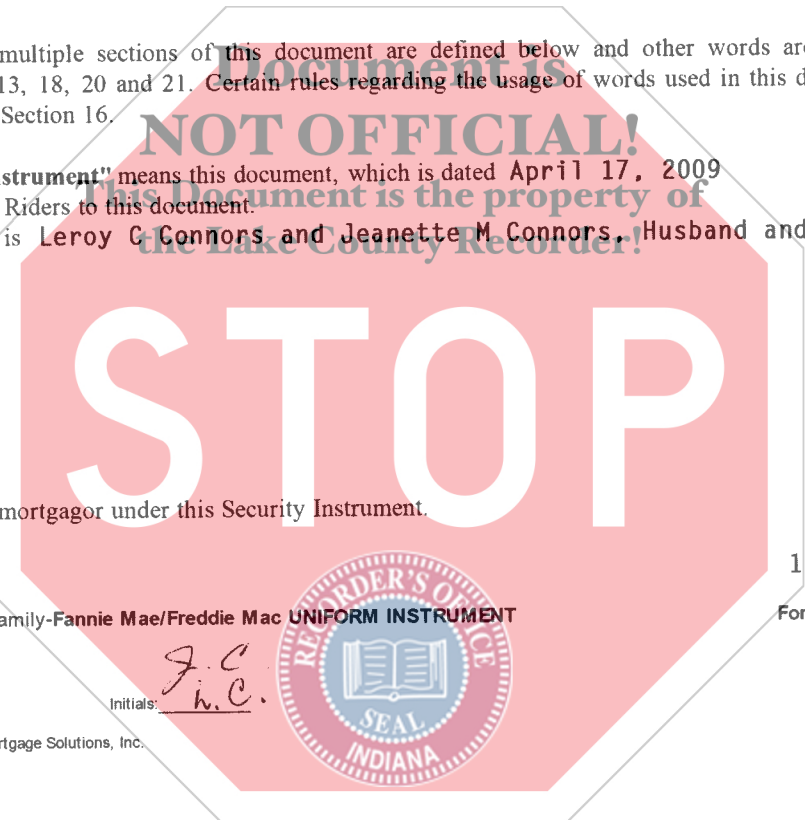 multiple sections of this document are defined below and other words are
13, 18, 20 and 21. Certain rules regarding the usage of words used in this d
Section 16.
Document is
NOT OFFICIAL!
This Document is the property of
the Lake County Recorder!
strument" means this document, which is dated April 17, 2009
Riders to this document.
is Leroy C Connors and Jeanette M Connors, Husband and
STOP
mortgagor under this Security Instrument.
1
amily-Fannie Mae/Freddie Mac UNIFORM INSTRUMENT
For
J. C
Initials: L. C.
rtgage Solutions, Inc.
RECORDER'S OFFICE
SEAL
INDIANA